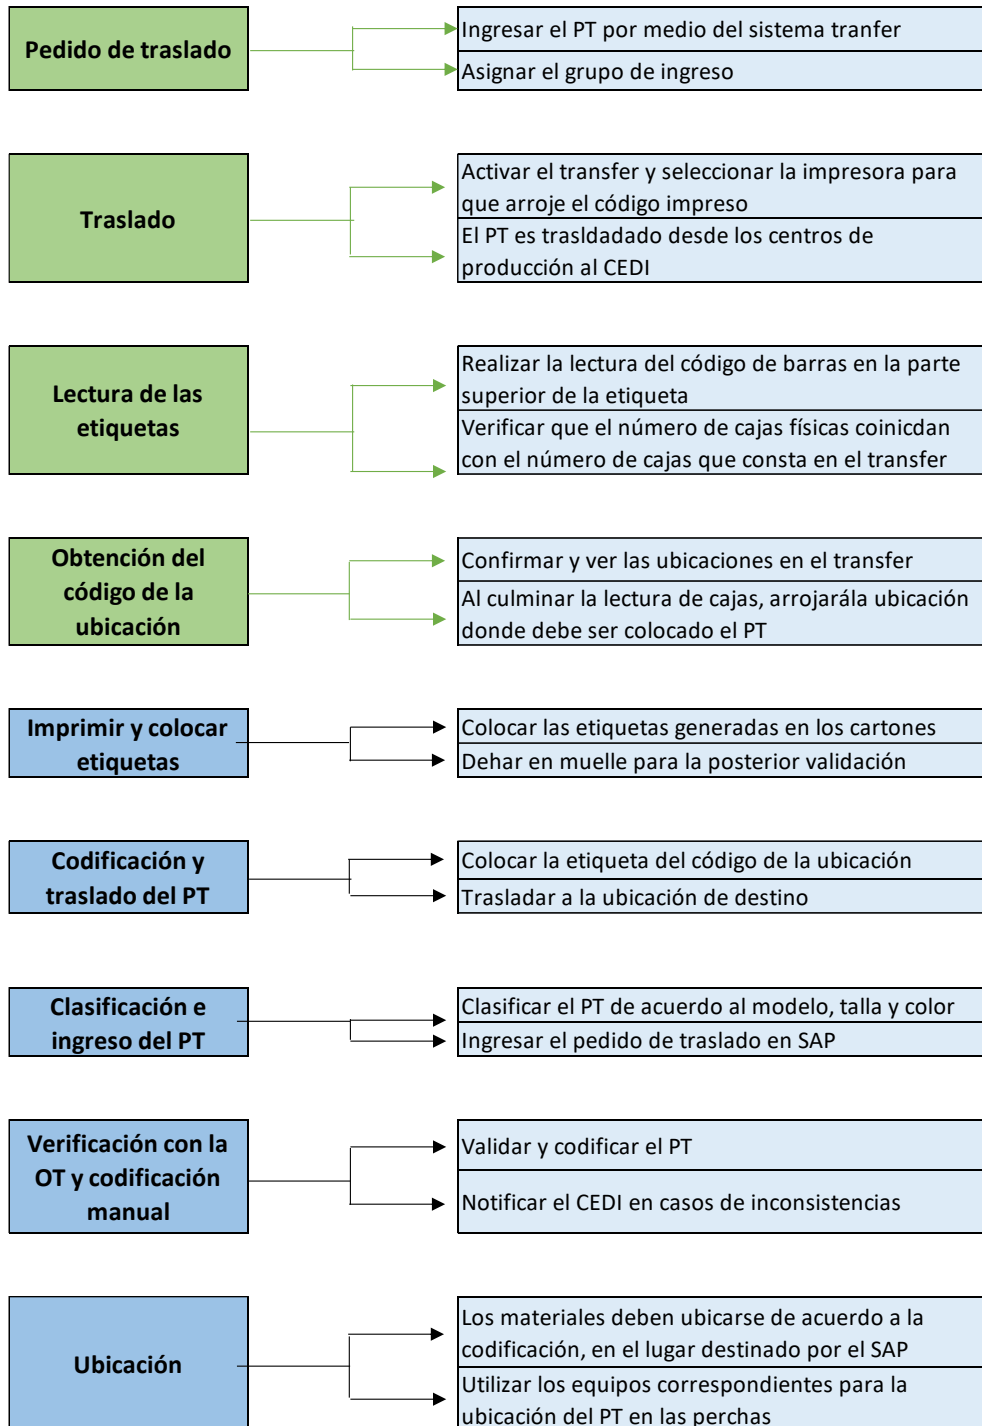 Pedido de traslado
Ingresar el PT por medio del sistema tranfer
Asignar el grupo de ingreso
Traslado
Activar el transfer y seleccionar la impresora para
que arroje el código impreso
El PT es trasldadado desde los centros de
producción al CEDI
Lectura de las
etiquetas
Realizar la lectura del código de barras en la parte
superior de la etiqueta
Verificar que el número de cajas físicas coinicdan
con el número de cajas que consta en el transfer
Obtención del
código de la
ubicación
Confirmar y ver las ubicaciones en el transfer
Al culminar la lectura de cajas, arrojarála ubicación
donde debe ser colocado el PT
Imprimir y colocar
etiquetas
Colocar las etiquetas generadas en los cartones
Dehar en muelle para la posterior validación
Codificación y
traslado del PT
Colocar la etiqueta del código de la ubicación
Trasladar a la ubicación de destino
Clasificación e
ingreso del PT
Clasificar el PT de acuerdo al modelo, talla y color
Ingresar el pedido de traslado en SAP
Verificación con la
OT y codificación
manual
Validar y codificar el PT
Notificar el CEDI en casos de inconsistencias
Ubicación
Los materiales deben ubicarse de acuerdo a la
codificación, en el lugar destinado por el SAP
Utilizar los equipos correspondientes para la
ubicación del PT en las perchas